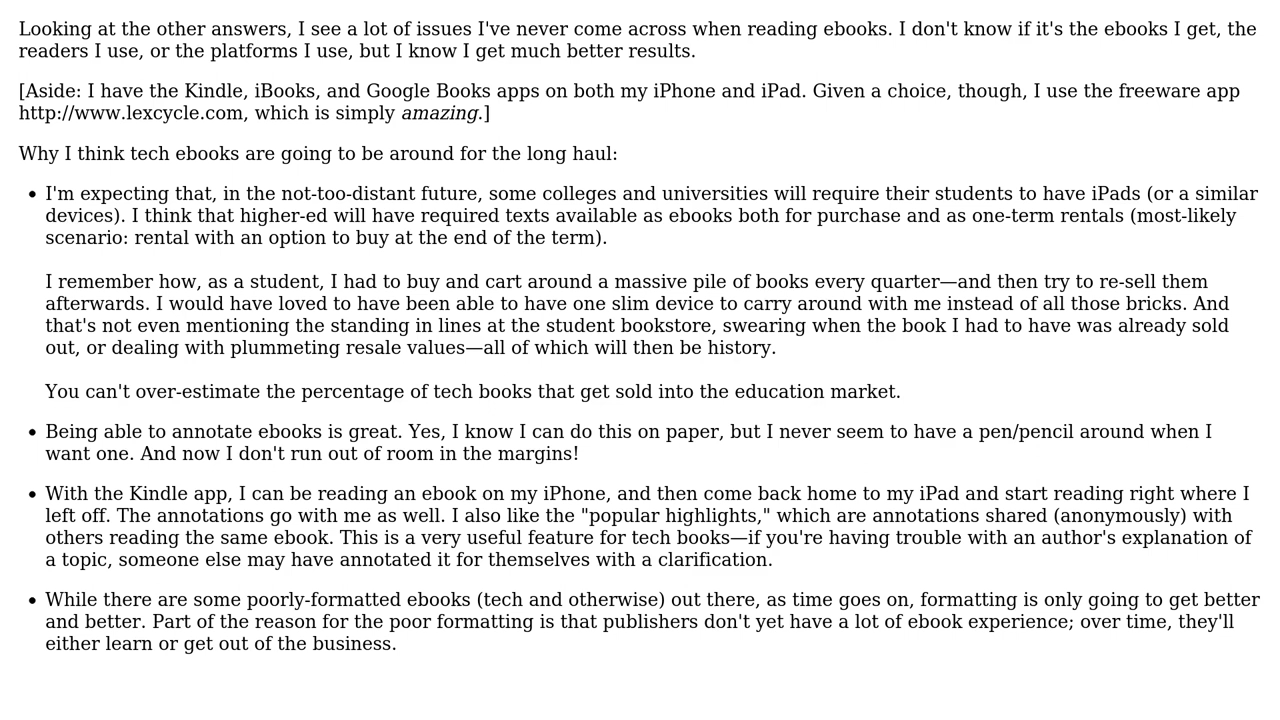 Looking at the other answers, I see a lot of issues I've never come across when reading ebooks. I don't know if it's the ebooks I get, the
readers I use, or the platforms I use, but I know I get much better results.
[Aside: I have the Kindle, iBooks, and Google Books apps on both my iPhone and iPad. Given a choice, though, I use the freeware app
http://www.lexcycle.com, which is simply amazing.]
Why I think tech ebooks are going to be around for the long haul:
• I'm expecting that, in the not-too-distant future, some colleges and universities will require their students to have iPads (or a similar
devices). I think that higher-ed will have required texts available as ebooks both for purchase and as one-term rentals (most-likely
scenario: rental with an option to buy at the end of the term).
I remember how, as a student, I had to buy and cart around a massive pile of books every quarter—and then try to re-sell them
afterwards. I would have loved to have been able to have one slim device to carry around with me instead of all those bricks. And
that's not even mentioning the standing in lines at the student bookstore, swearing when the book I had to have was already sold
out, or dealing with plummeting resale values—all of which will then be history.
You can't over-estimate the percentage of tech books that get sold into the education market.
• Being able to annotate ebooks is great. Yes, I know I can do this on paper, but I never seem to have a pen/pencil around when I
want one. And now I don't run out of room in the margins!
• With the Kindle app, I can be reading an ebook on my iPhone, and then come back home to my iPad and start reading right where I
left off. The annotations go with me as well. I also like the "popular highlights," which are annotations shared (anonymously) with
others reading the same ebook. This is a very useful feature for tech books—if you're having trouble with an author's explanation of
a topic, someone else may have annotated it for themselves with a clarification.
• While there are some poorly-formatted ebooks (tech and otherwise) out there, as time goes on, formatting is only going to get better
and better. Part of the reason for the poor formatting is that publishers don't yet have a lot of ebook experience; over time, they'll
either learn or get out of the business.